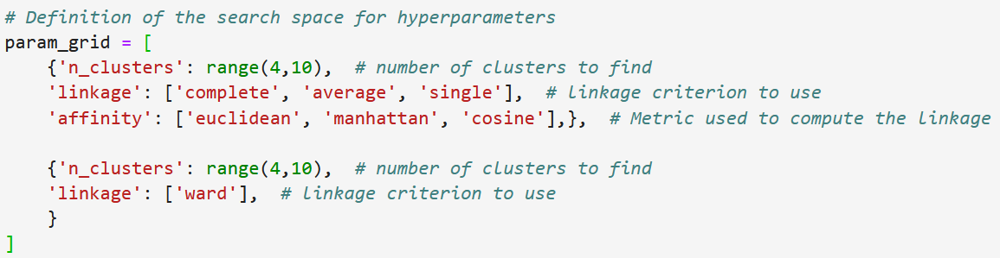 # Definition of the search space for hyperparameters
param_grid = [
    {'n_clusters': range(4,10),  # number of clusters to find
    'linkage': ['complete', 'average', 'single'],  # linkage criterion to use
    'affinity': ['euclidean', 'manhattan', 'cosine'],},  # Metric used to compute the linkage
    {'n_clusters': range(4,10),  # number of clusters to find
    'linkage': ['ward'],  # linkage criterion to use
    }
]